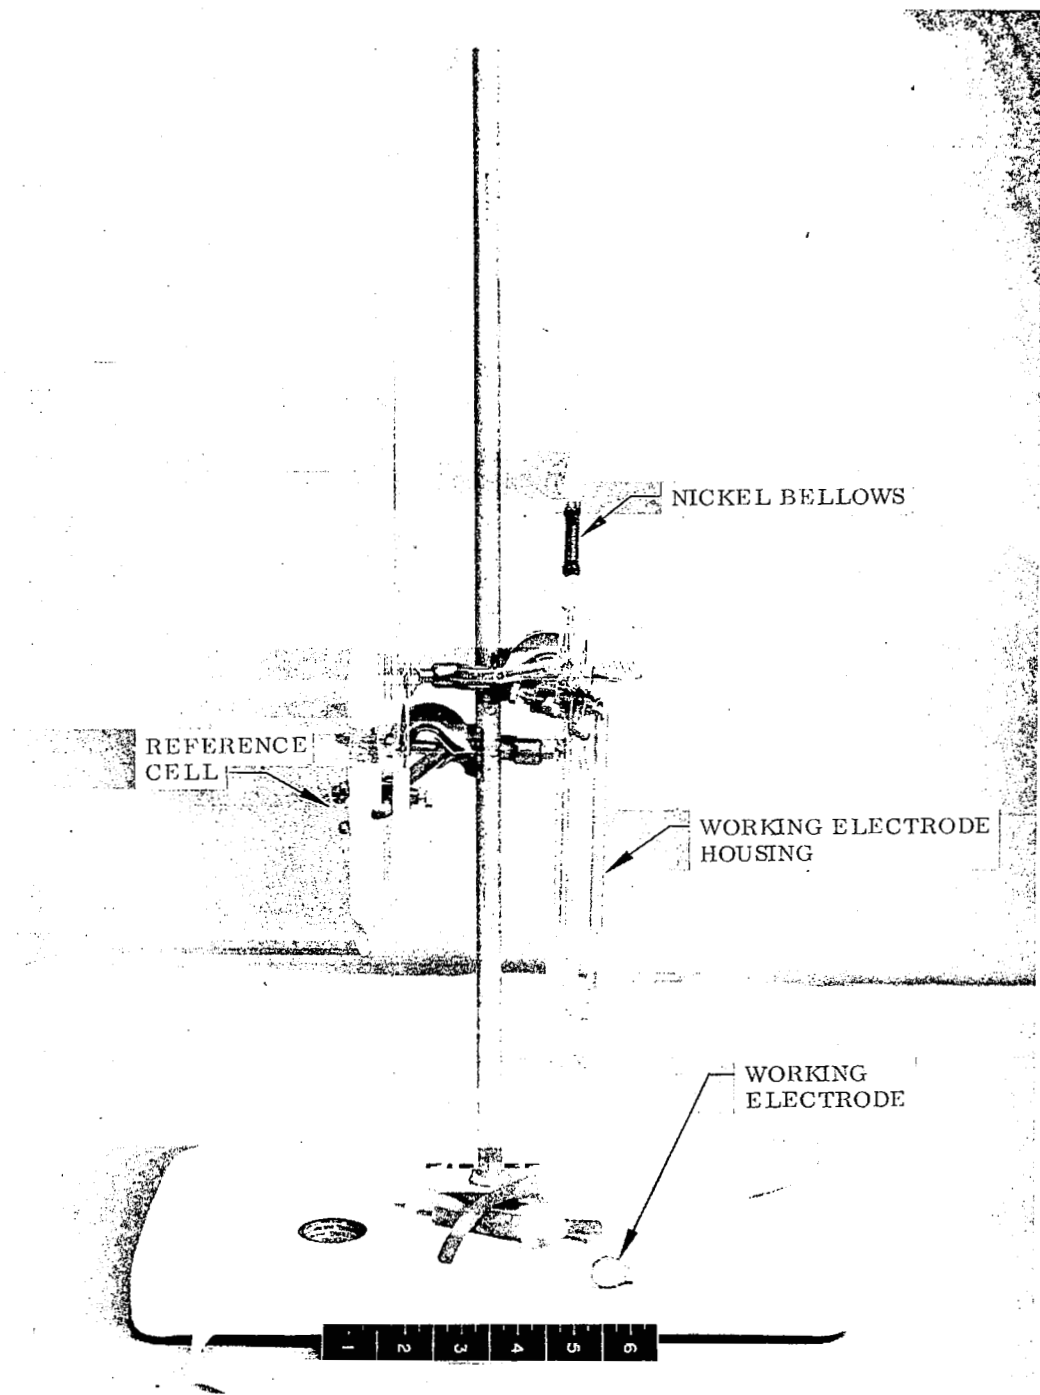 NICKEL BELLOWS
REFERENCE
CELL
WORKING ELECTRODE
HOUSING
WORKING
ELECTRODE
1 2 3 4 5 6